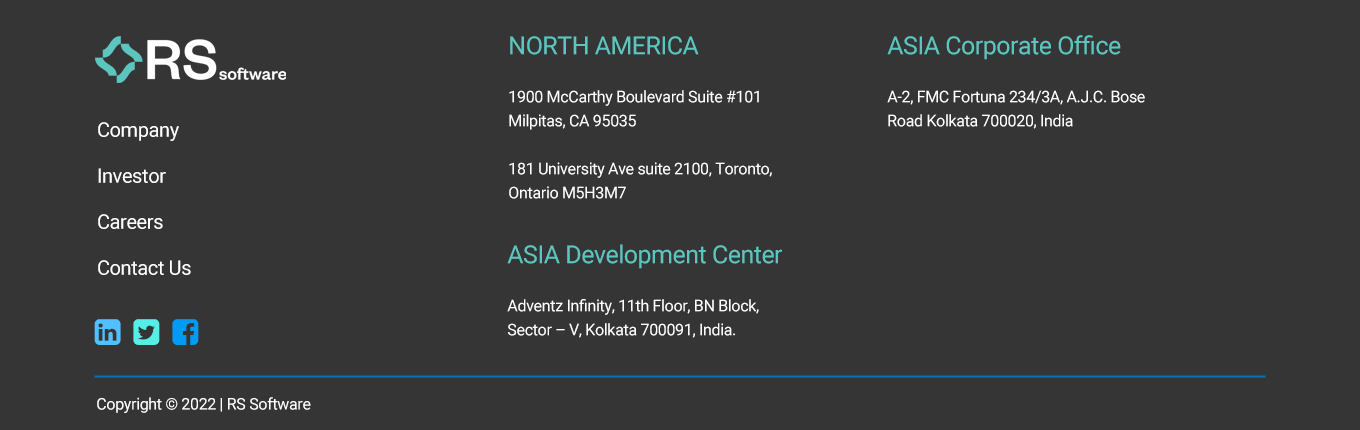 RS software
Company
Investor
Careers
Contact Us
in
NORTH AMERICA
1900 McCarthy Boulevard Suite #101
Milpitas, CA 95035
181 University Ave suite 2100, Toronto,
Ontario M5H3M7
ASIA Development Center
Adventz Infinity, 11th Floor, BN Block,
Sector – V, Kolkata 700091, India.
ASIA Corporate Office
A-2, FMC Fortuna 234/3A, A.J.C. Bose
Road Kolkata 700020, India
Copyright © 2022 | RS Software